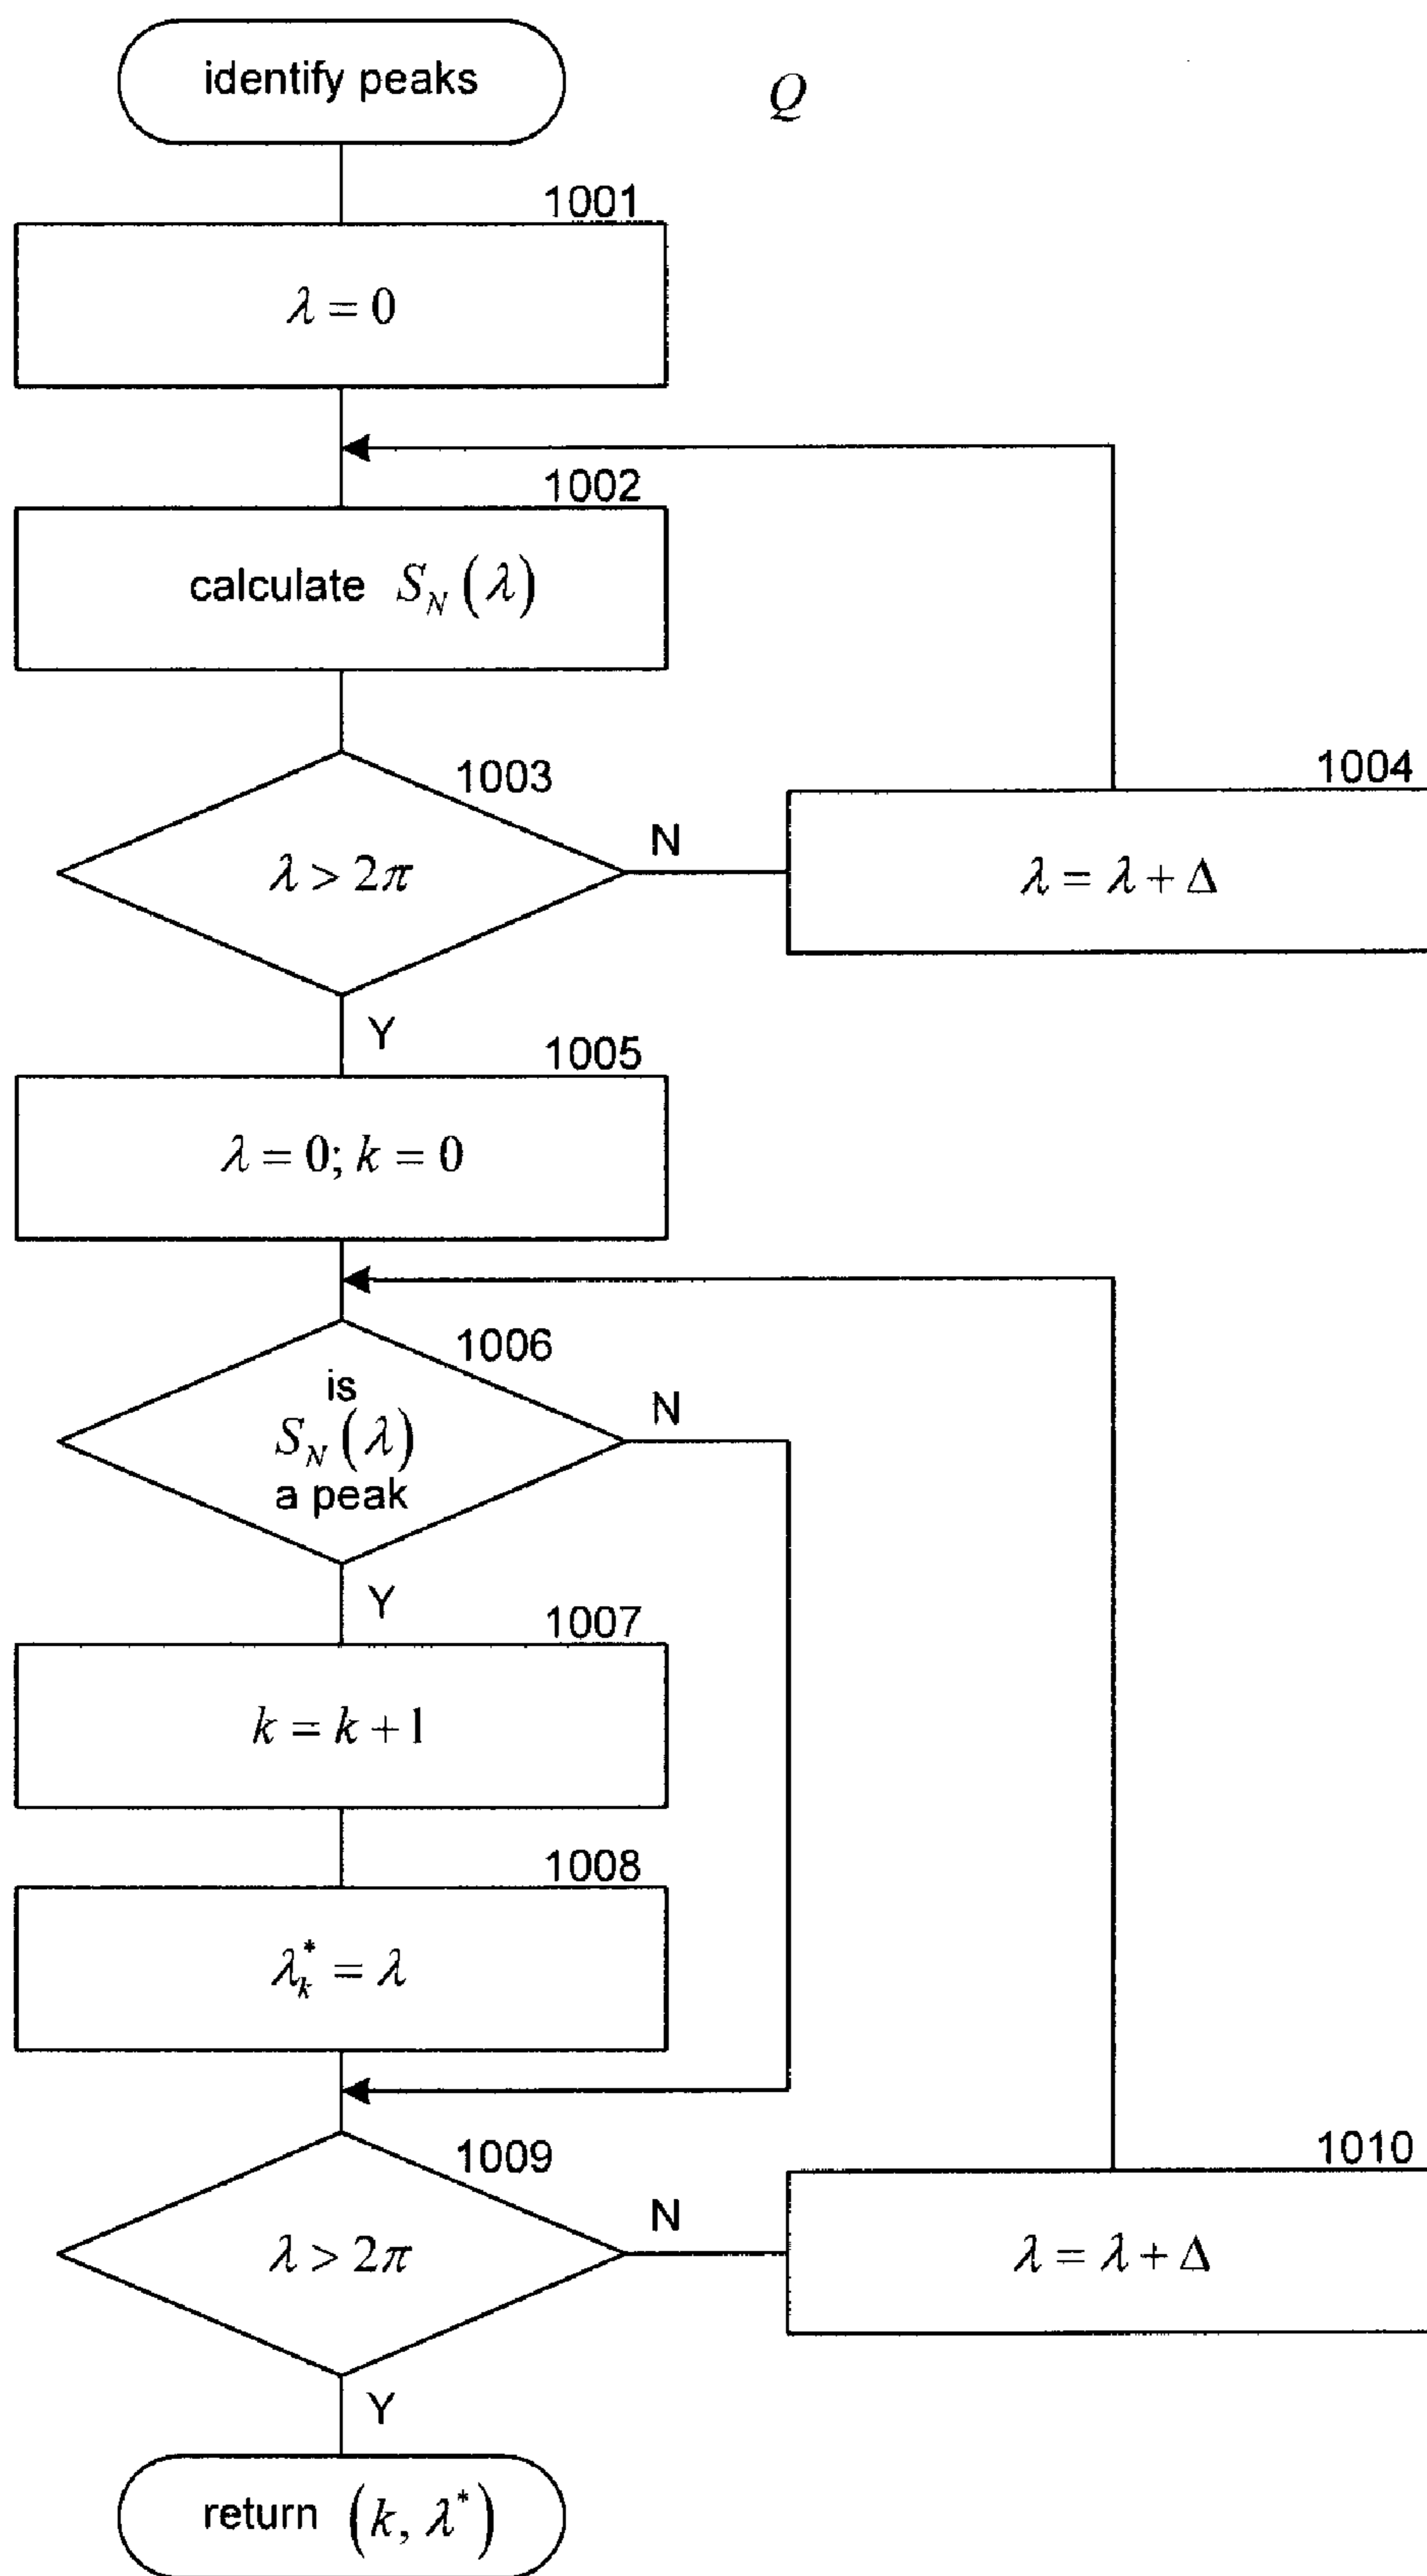 identify peaks
Q
1001
λ = 0
1002
calculate S_N (λ)
1003
λ > 2π
N
1004
λ = λ + Δ
Y
1005
λ = 0; k = 0
1006
is
S_N (λ)
a peak
N
Y
1007
k = k + 1
1008
λ*_k = λ
1009
λ > 2π
N
1010
λ = λ + Δ
Y
return (k, λ*)